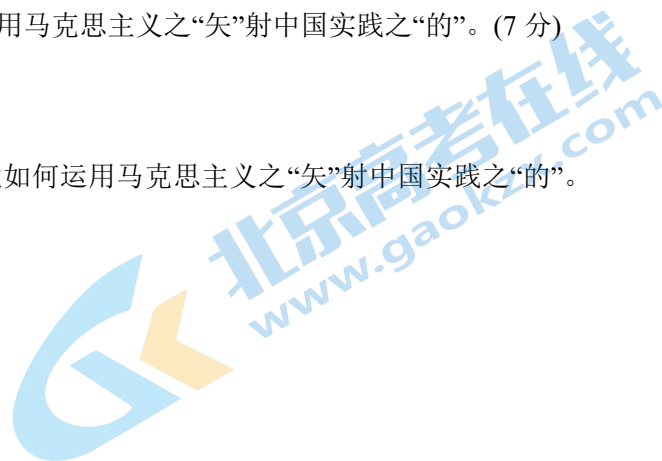 用马克思主义之“矢”射中国实践之“的”。(7 分)
如何运用马克思主义之“矢”射中国实践之“的”。
北京高考在线
www.gaokzx.com